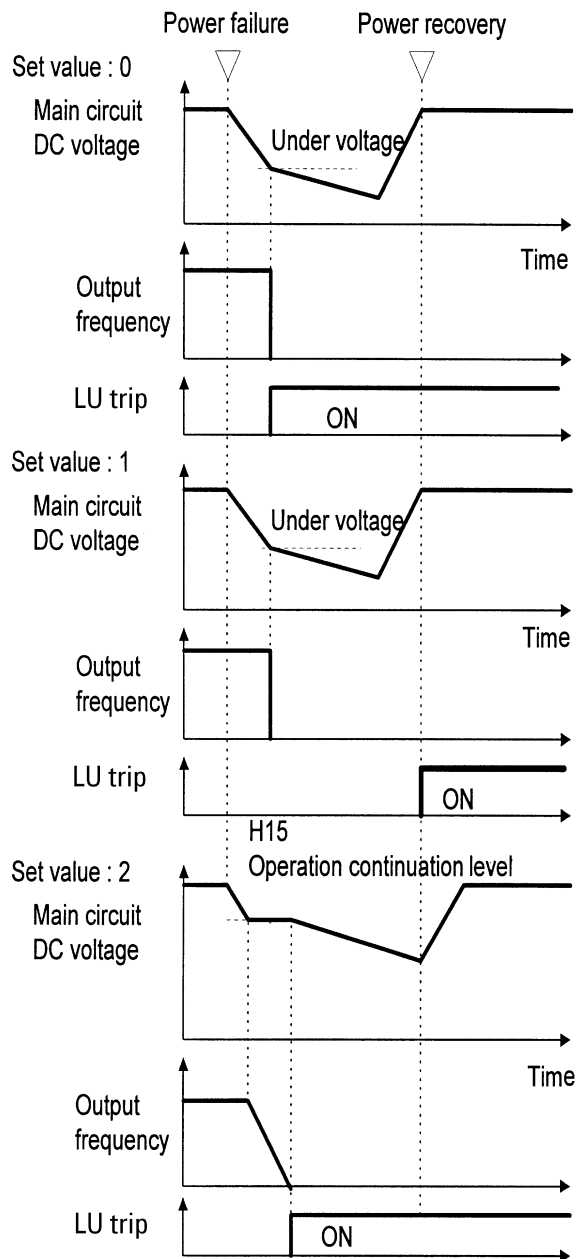 Power failure
Power recovery
Set value : 0
Main circuit
DC voltage
Under voltage
Time
Output
frequency
LU trip
ON
Set value : 1
Main circuit
DC voltage
Under voltage
Time
Output
frequency
LU trip
ON
H15
Operation continuation level
Set value : 2
Main circuit
DC voltage
Time
Output
frequency
LU trip
ON